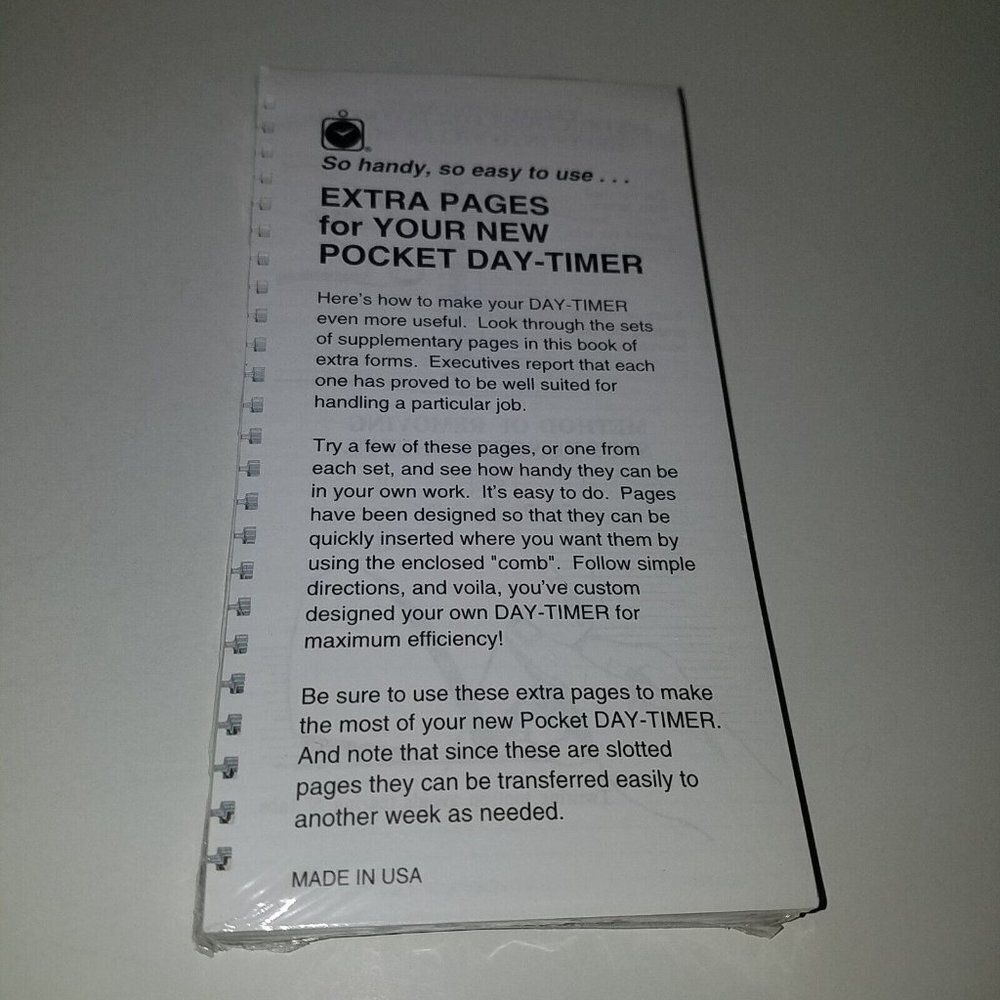 So handy, so easy to use . . .
EXTRA PAGES
for YOUR NEW
POCKET DAY-TIMER
Here's how to make your DAY-TIMER
even more useful. Look through the sets
of supplementary pages in this book of
extra forms. Executives report that each
one has proved to be well suited for
handling a particular job.
Try a few of these pages, or one from
each set, and see how handy they can be
in your own work. It's easy to do. Pages
have been designed so that they can be
quickly inserted where you want them by
using the enclosed "comb". Follow simple
directions, and voila, you've custom
designed your own DAY-TIMER for
maximum efficiency!
Be sure to use these extra pages to make
the most of your new Pocket DAY-TIMER.
And note that since these are slotted
pages they can be transferred easily to
another week as needed.
MADE IN USA